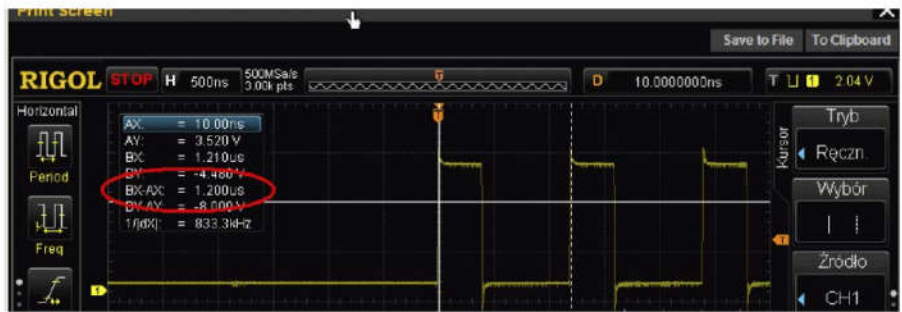 Print Screen
Save to File To Clipboard
RIGOL STOP H 500ns 500MSa/s 3.00k pts D 10.0000000ns T 1 2.04 V
Horizontal
Period
Freq
AX: = 10.00ns
AY: = 3.520 V
BX: = 1.210us
BY: = -4.480 V
BX-AX: = 1.200us
BY-AY: = -8.000 V
1/|dX|: = 833.3kHz
T
T
1
Kursor
Tryb
Ręczn.
Wybór
Źródło
CH1